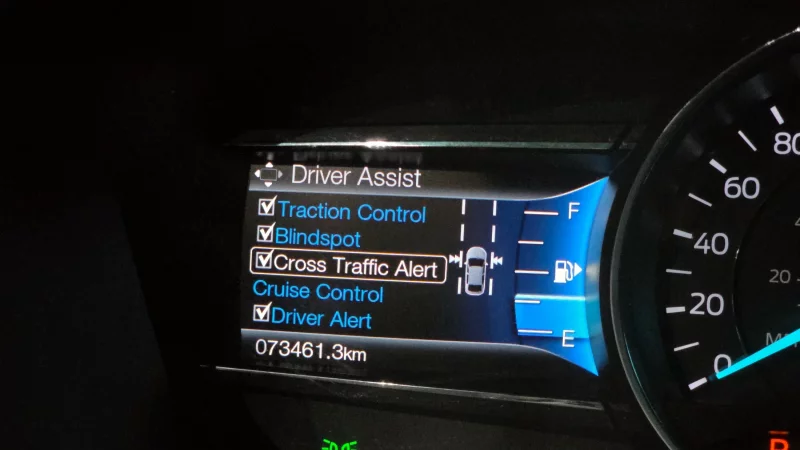 Driver Assist
Traction Control
Blindspot
Cross Traffic Alert
Cruise Control
Driver Alert
073461.3km
F
E
80
60
40
20
0
20